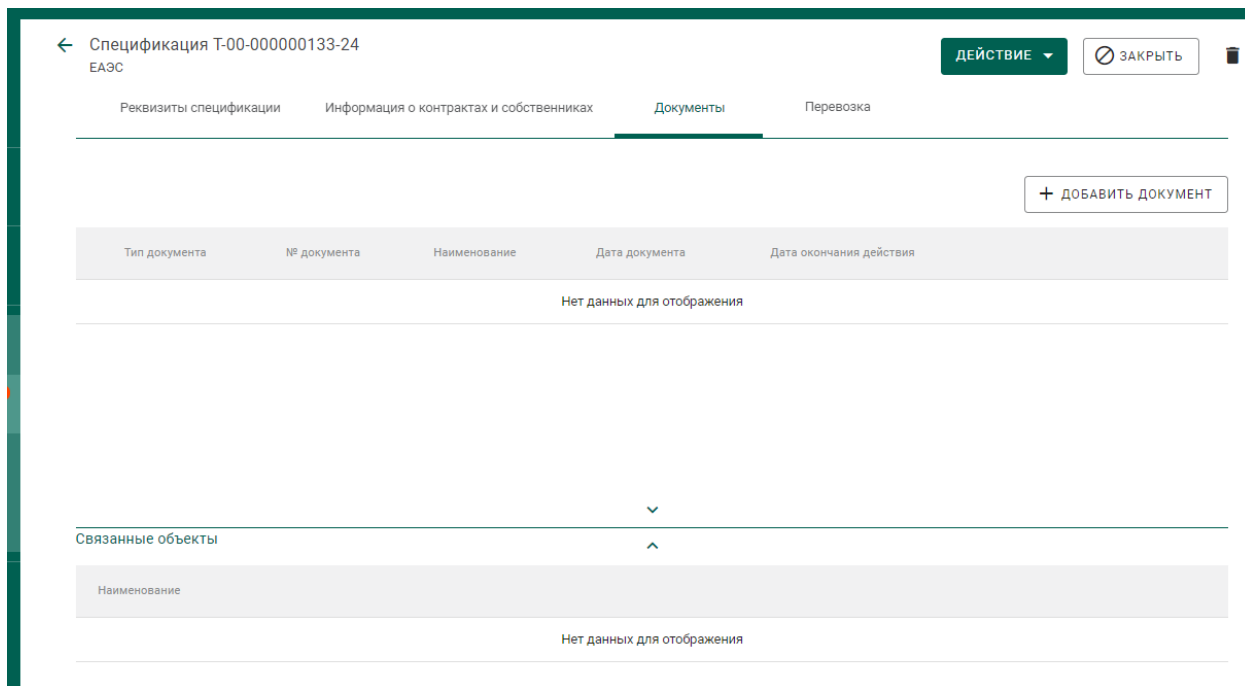 Спецификация Т-00-000000133-24
ЕАЭС
ДЕЙСТВИЕ
ЗАКРЫТЬ
Реквизиты спецификации Информация о контрактах и собственниках Документы Перевозка
+ ДОБАВИТЬ ДОКУМЕНТ
Тип документа № документа Наименование Дата документа Дата окончания действия
Нет данных для отображения
Связанные объекты
Наименование
Нет данных для отображения